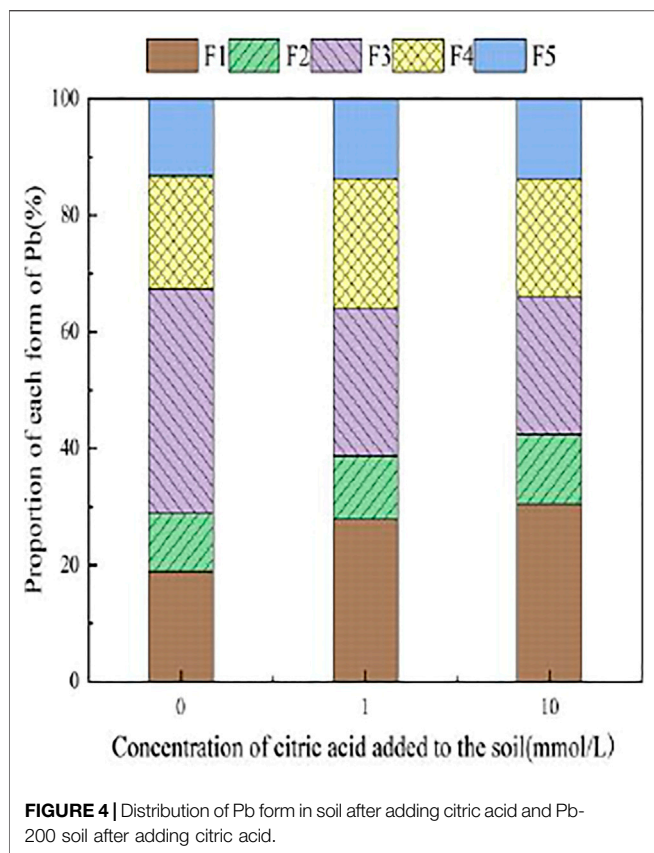 F1 F2 F3 F4 F5
100
80
60
40
20
0
Proportion of each form of Pb(%)
0 1 10
Concentration of citric acid added to the soil(mmol/L)
FIGURE 4 | Distribution of Pb form in soil after adding citric acid and Pb-
200 soil after adding citric acid.